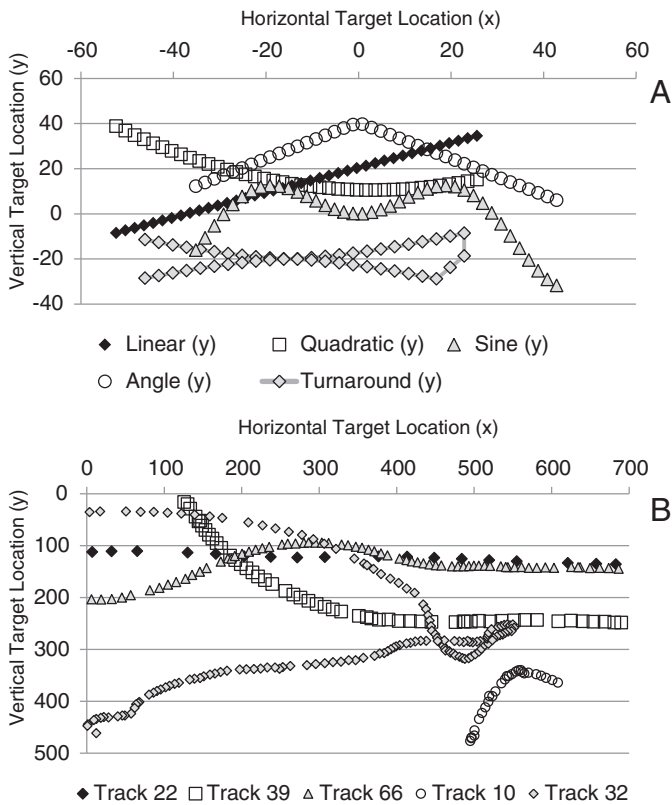 Horizontal Target Location (x)
-60 -40 -20 0 20 40 60
A
Vertical Target Location (y)
60
40
20
0
-20
-40
Linear (y) Quadratic (y) Sine (y)
Angle (y) Turnaround (y)
Horizontal Target Location (x)
0 100 200 300 400 500 600 700
B
Vertical Target Location (y)
0
100
200
300
400
500
Track 22 Track 39 Track 66 Track 10 Track 32